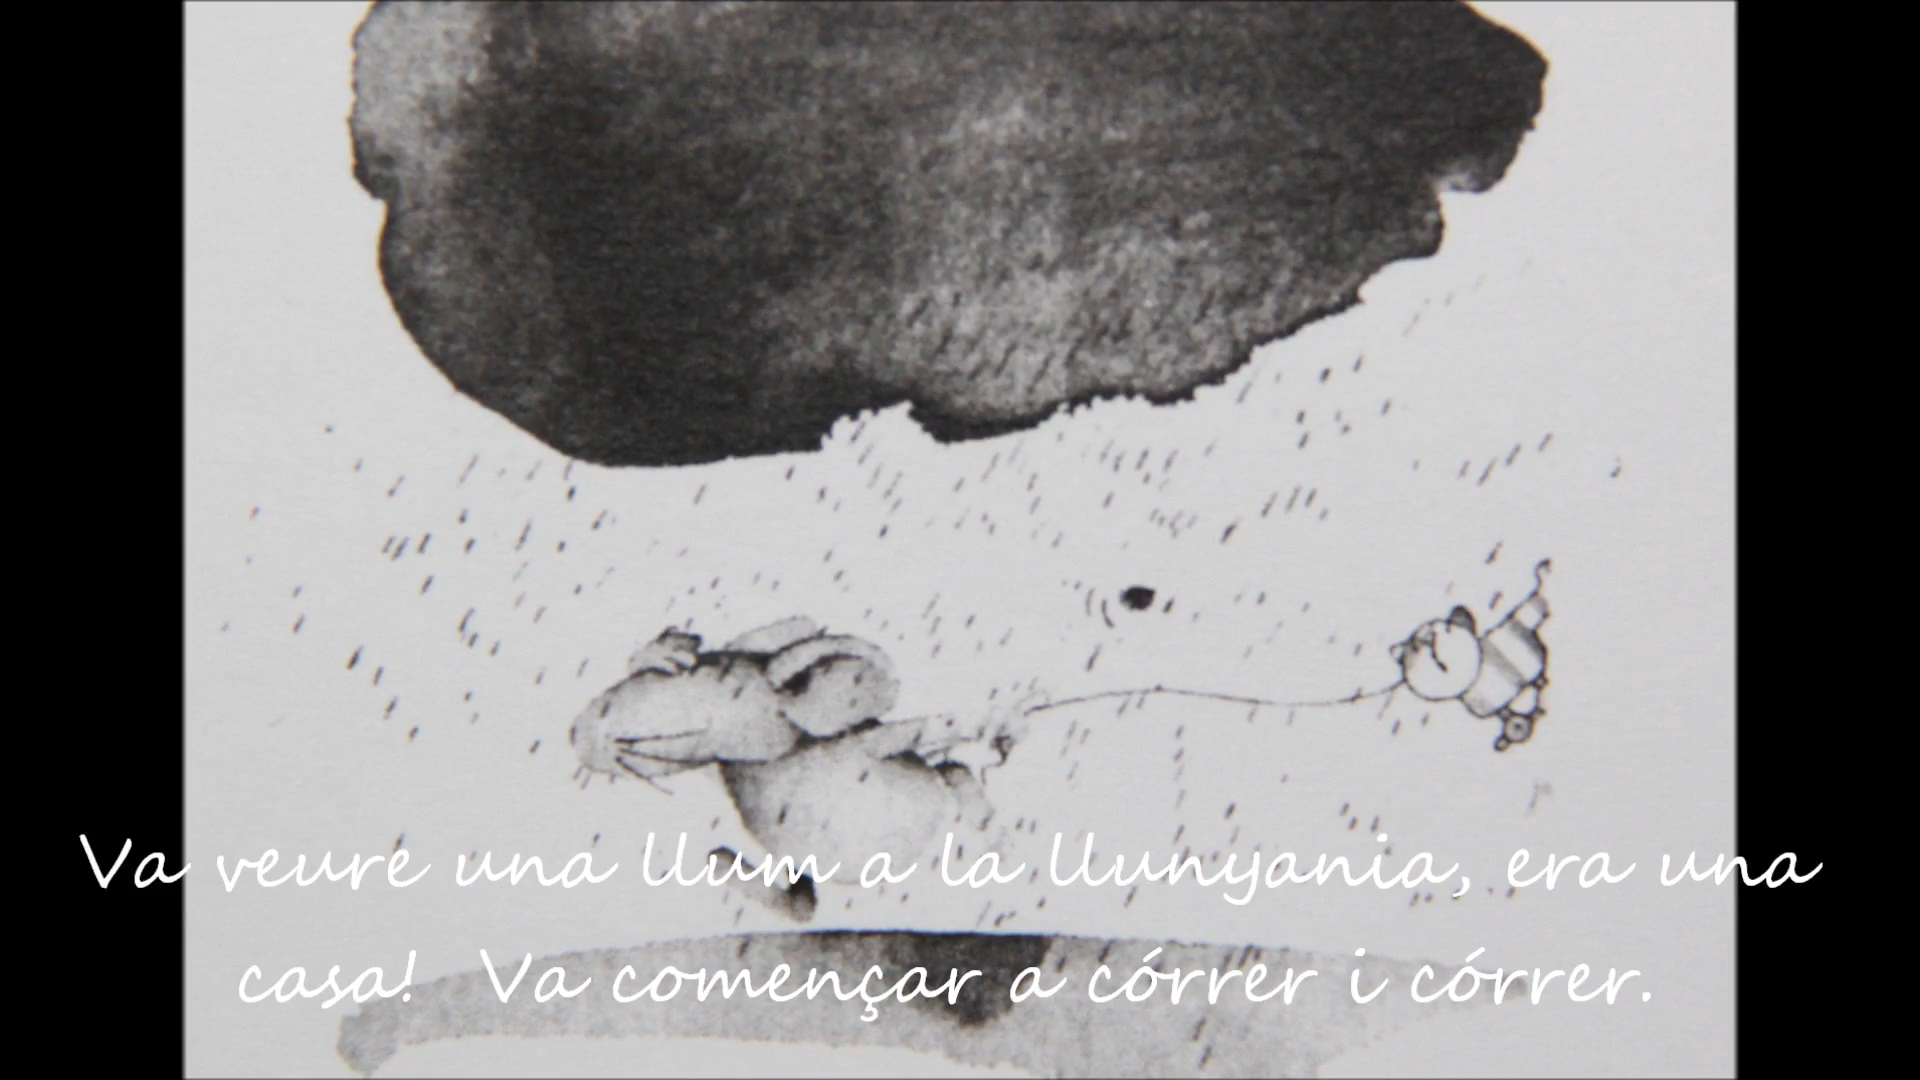 Va veure una llum a la llunyania, era una
casa!  Va començar a córrer i córrer.